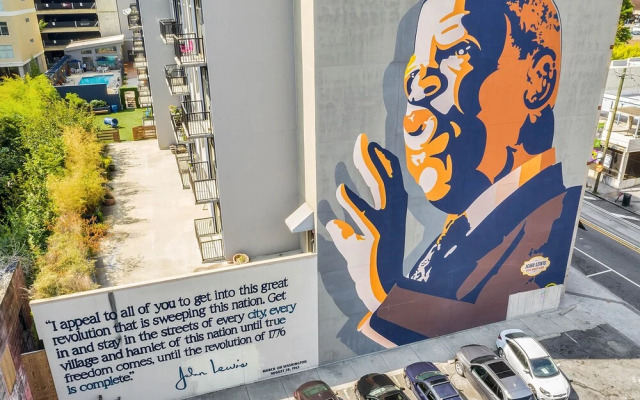 "I appeal to all of you to get into this great
revolution that is sweeping this nation. Get
in and stay in the streets of every city, every
village and hamlet of this nation until true
freedom comes, until the revolution of 1776
is complete."
John Lewis
MARCH ON WASHINGTON
AUGUST 28, 1963
JOHN LEWIS